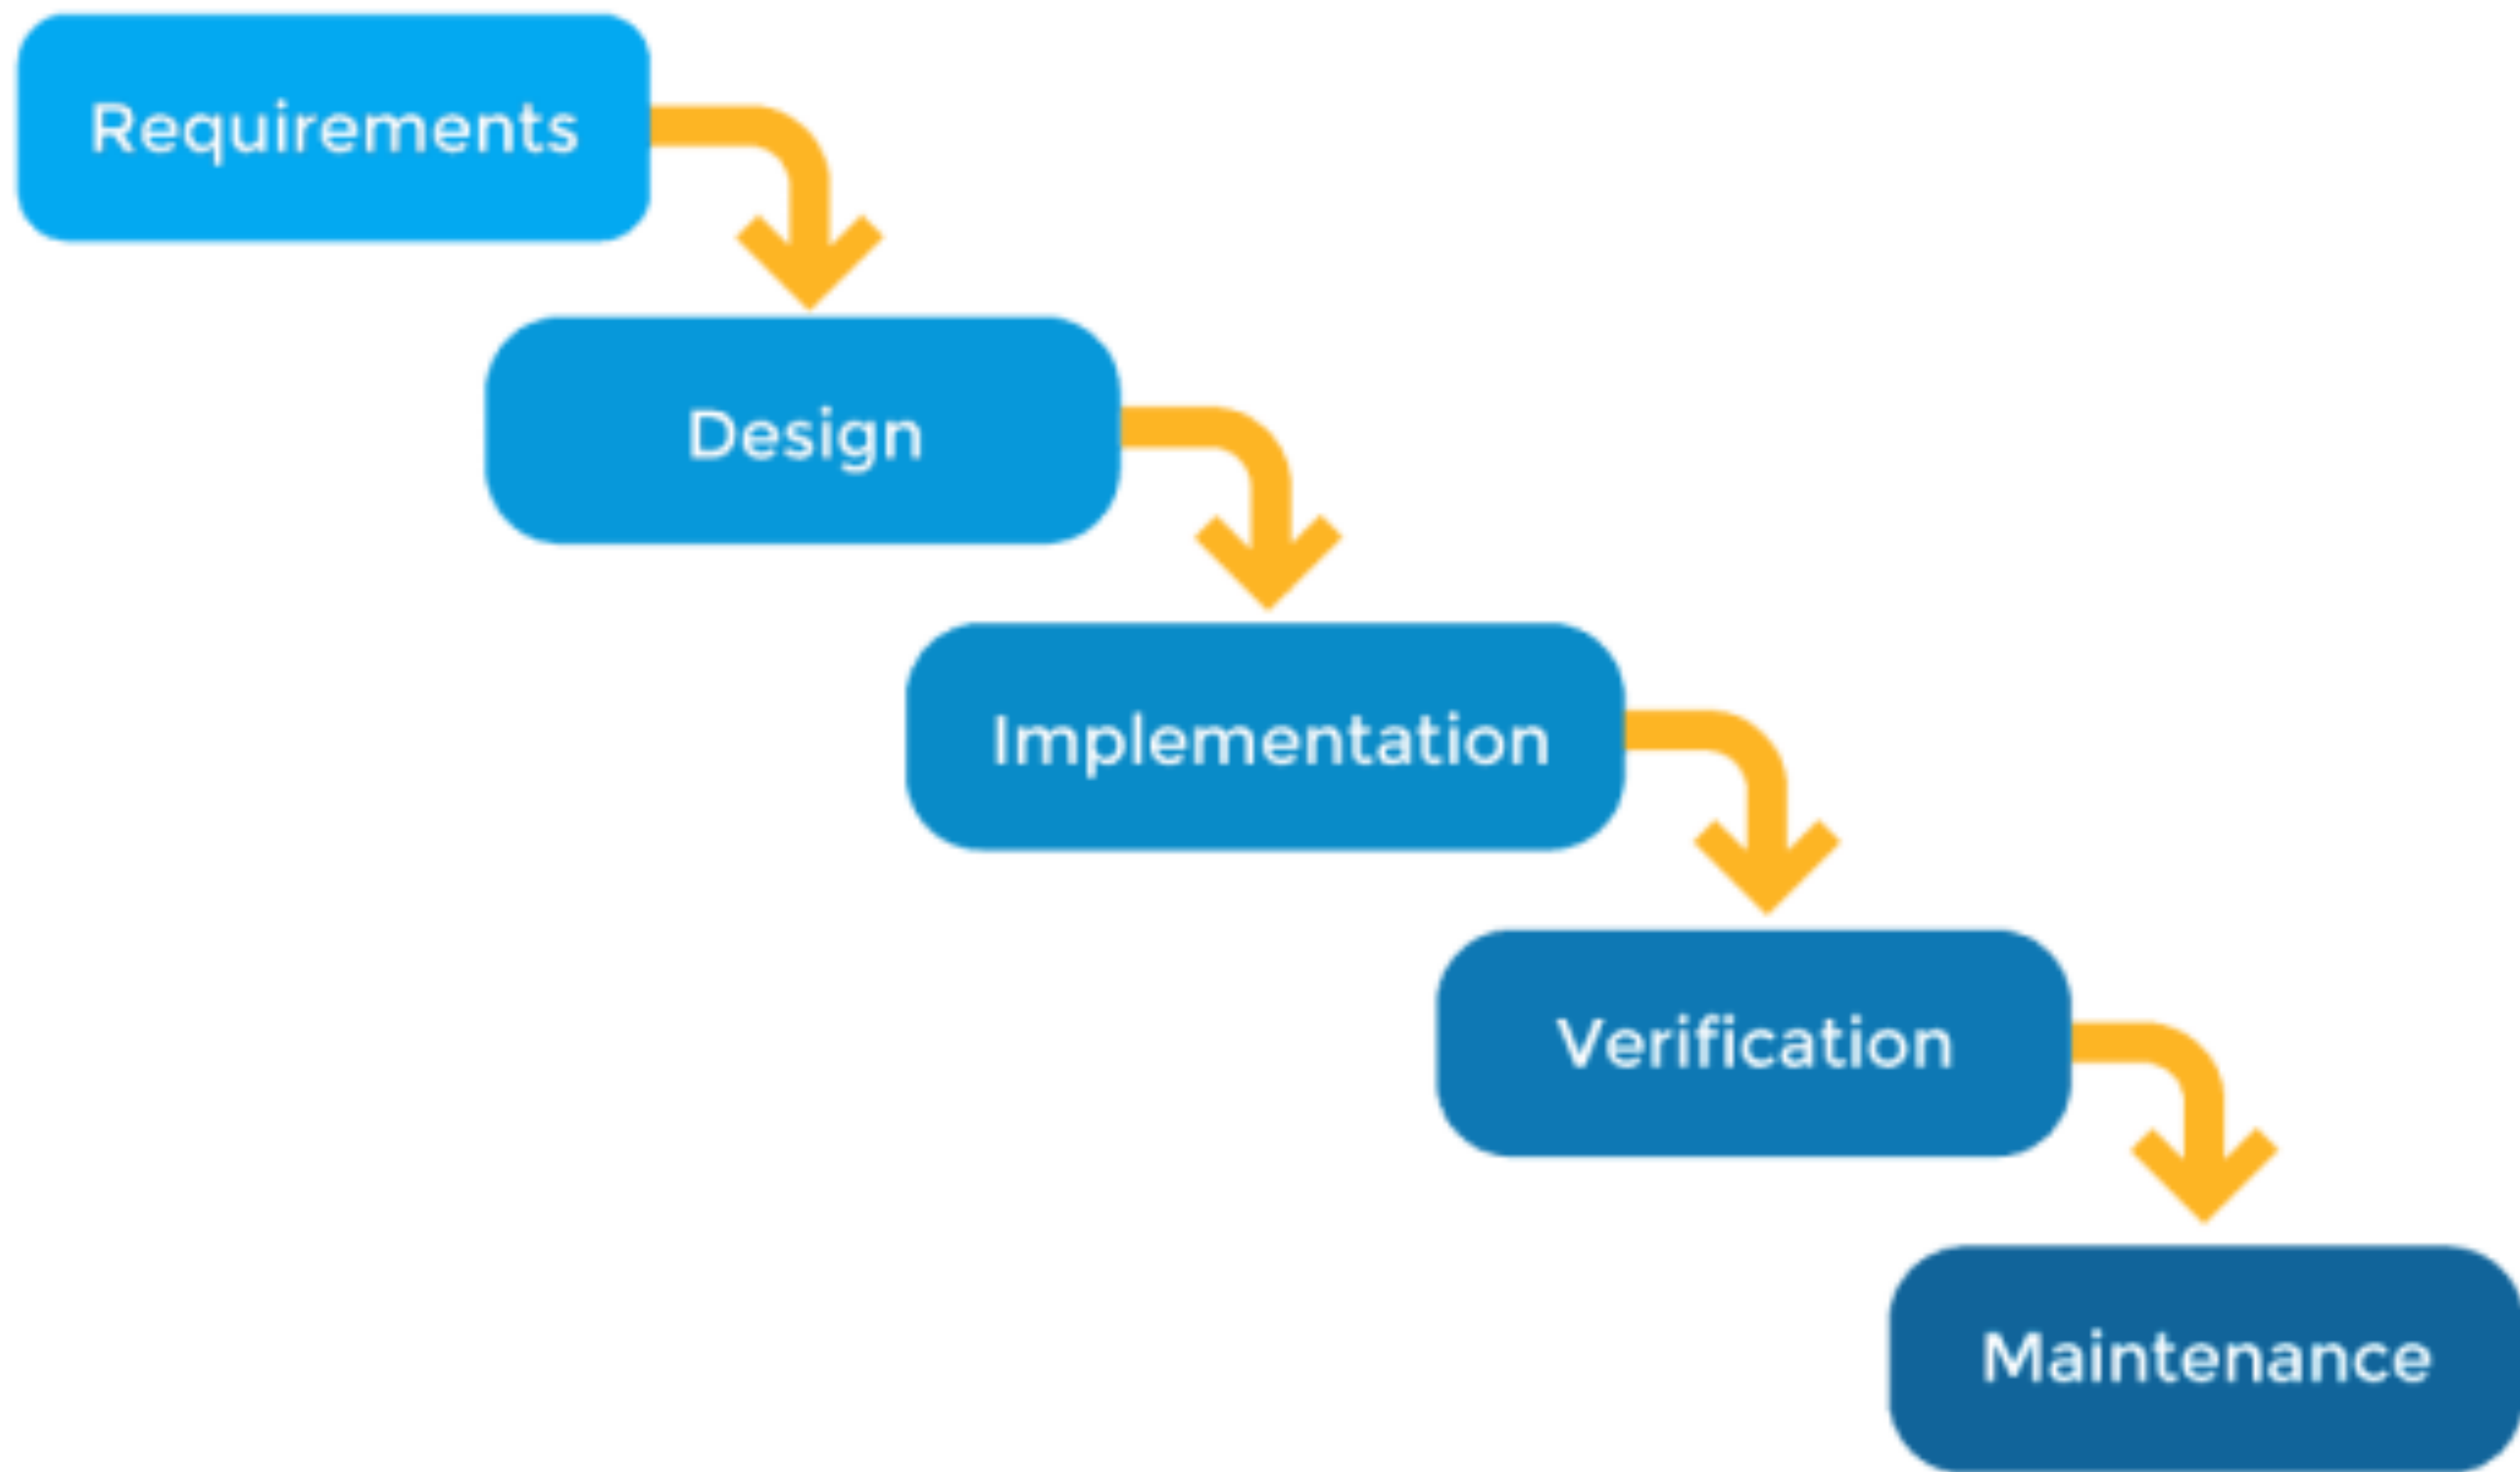 Requirements
Design
Implementation
Verification
Maintenance